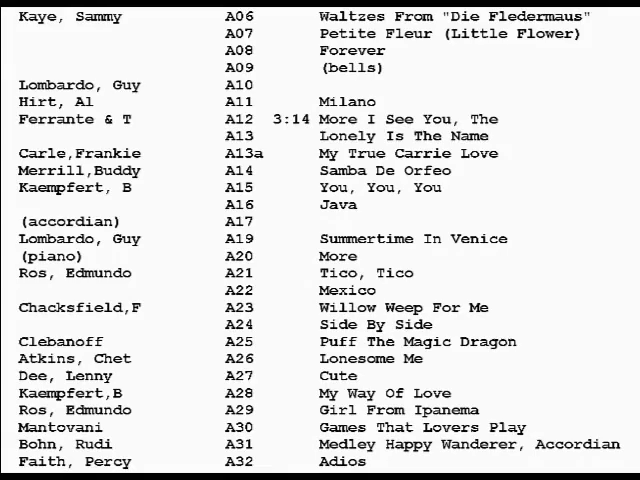 Kaye, Sammy A06 Waltzes From "Die Fledermaus"
A07 Petite Fleur (Little Flower)
A08 Forever
A09 (bells)
Lombardo, Guy A10
Hirt, Al A11 Milano
Ferrante & T A12 3:14 More I See You, The
A13 Lonely Is The Name
Carle,Frankie A13a My True Carrie Love
Merrill,Buddy A14 Samba De Orfeo
Kaempfert, B A15 You, You, You
A16 Java
(accordian) A17
Lombardo, Guy A19 Summertime In Venice
(piano) A20 More
Ros, Edmundo A21 Tico, Tico
A22 Mexico
Chacksfield,F A23 Willow Weep For Me
A24 Side By Side
Clebanoff A25 Puff The Magic Dragon
Atkins, Chet A26 Lonesome Me
Dee, Lenny A27 Cute
Kaempfert,B A28 My Way Of Love
Ros, Edmundo A29 Girl From Ipanema
Mantovani A30 Games That Lovers Play
Bohn, Rudi A31 Medley Happy Wanderer, Accordian
Faith, Percy A32 Adios